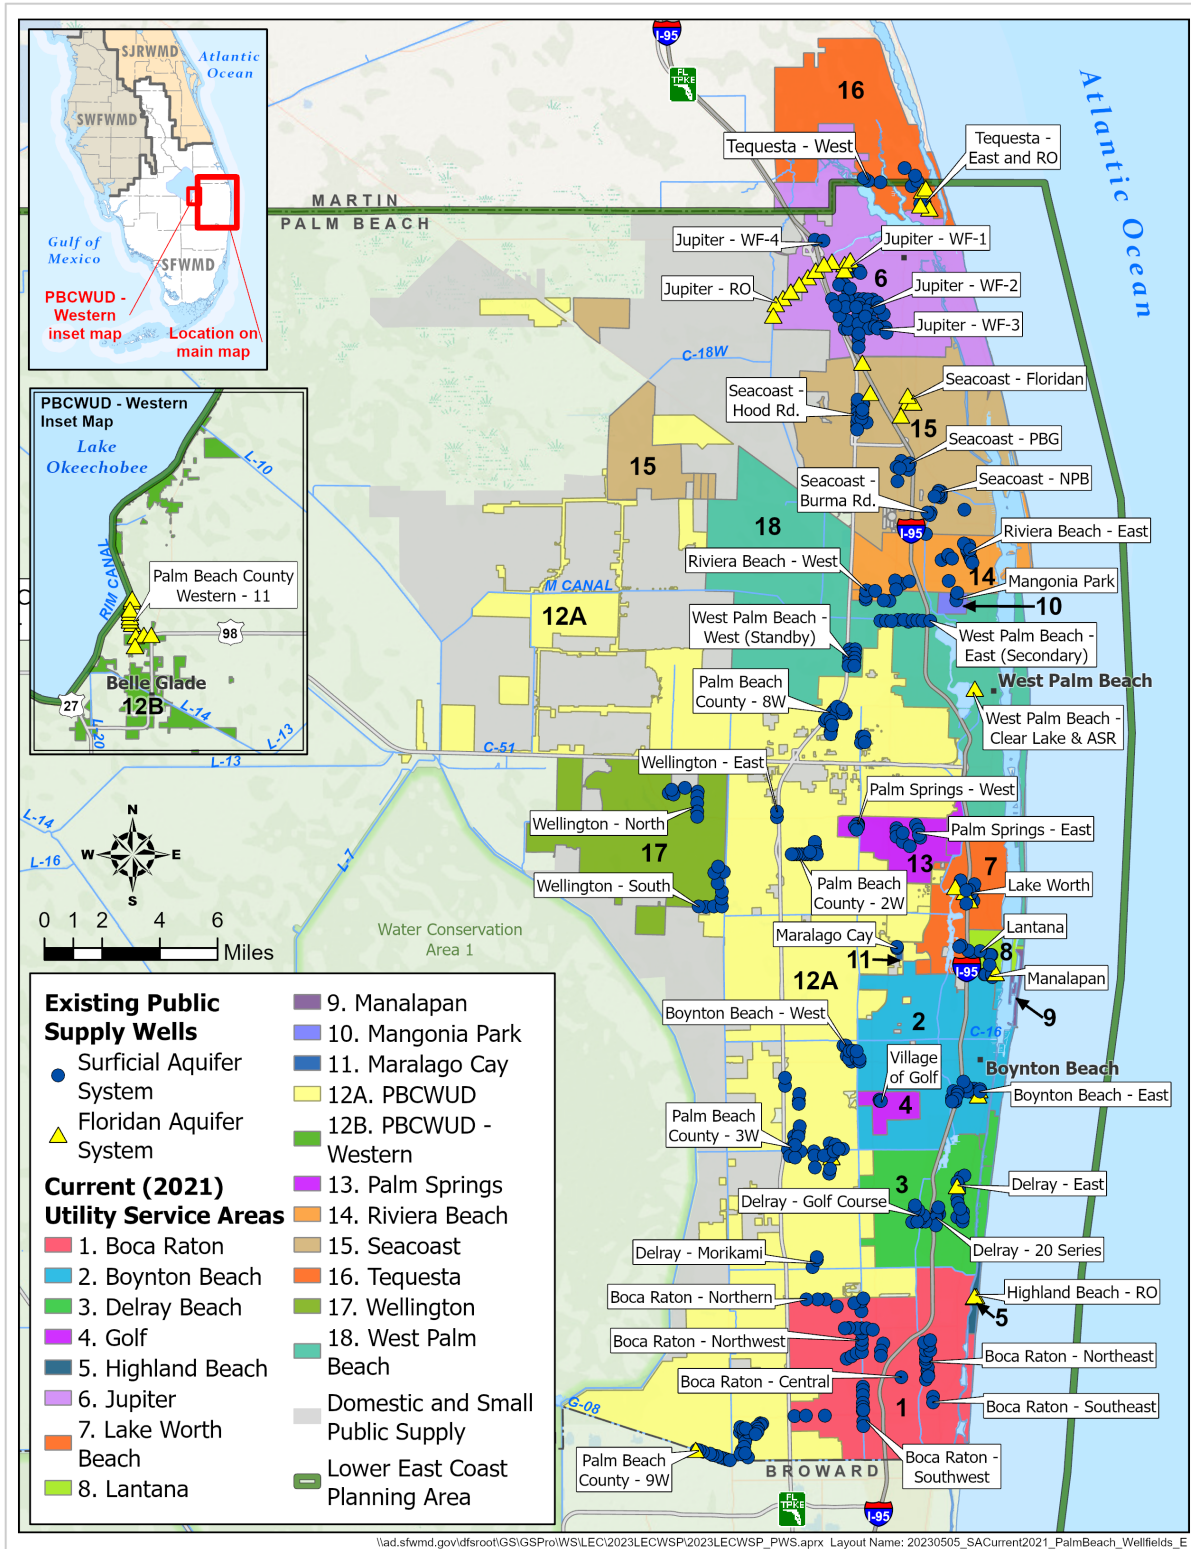 SJRWMD
Atlantic
Ocean
SWFWMD
Gulf of
Mexico
SFWMD
PBCWUD -
Western
inset map
Location on
main map
PBCWUD - Western
Inset Map
Lake
Okeechobee
L-10
RIM CANAL
Palm Beach County
Western - 11
98
Belle Glade
12B
27
L-20
L-14
L-13
I-95
FL
TPKE
16
Atlantic Ocean
Tequesta - West
Tequesta -
East and RO
MARTIN
PALM BEACH
Jupiter - WF-4
Jupiter - WF-1
6
Jupiter - RO
Jupiter - WF-2
Jupiter - WF-3
C-18W
Seacoast -
Hood Rd.
Seacoast - Floridan
15
Seacoast - PBG
15
Seacoast -
Burma Rd.
Seacoast - NPB
18
I-95
Riviera Beach - East
Riviera Beach - West
14
Mangonia Park
10
M CANAL
12A
West Palm Beach -
West (Standby)
West Palm Beach -
East (Secondary)
Palm Beach
County - 8W
West Palm Beach
West Palm Beach -
Clear Lake & ASR
C-51
L-13
Wellington - East
Palm Springs - West
Wellington - North
Palm Springs - East
17
13
7
Wellington - South
Palm Beach
County - 2W
Lake Worth
L-14
L-16
L-7
N
W
E
S
0 3 6
Miles
Water Conservation
Area 1
Maralago Cay
11
Lantana
8
I-95
Manalapan
12A
9
Boynton Beach - West
2
C-16
Village
of Golf
Boynton Beach
4
Boynton Beach - East
Palm Beach
County - 3W
3
Delray - East
Delray - Golf Course
Delray - Morikami
Delray - 20 Series
Boca Raton - Northern
Highland Beach - RO
5
Boca Raton - Northwest
Boca Raton - Northeast
Boca Raton - Central
1
Boca Raton - Southeast
G-08
Palm Beach
County - 9W
Boca Raton -
Southwest
BROWARD
FL
TPKE
I-95
Existing Public
Supply Wells
Surficial Aquifer
System
Floridan Aquifer
System
Current (2021)
Utility Service Areas
1. Boca Raton
2. Boynton Beach
3. Delray Beach
4. Golf
5. Highland Beach
6. Jupiter
7. Lake Worth
Beach
8. Lantana
9. Manalapan
10. Mangonia Park
11. Maralago Cay
12A. PBCWUD
12B. PBCWUD -
Western
13. Palm Springs
14. Riviera Beach
15. Seacoast
16. Tequesta
17. Wellington
18. West Palm
Beach
Domestic and Small
Public Supply
Lower East Coast
Planning Area
\\ad.sfwmd.gov\dfsroot\GS\GSPro\WS\LEC\2023LECWSP\2023LECWSP_PWS.aprx Layout Name: 20230505_SACurrent2021_PalmBeach_Wellfields_E